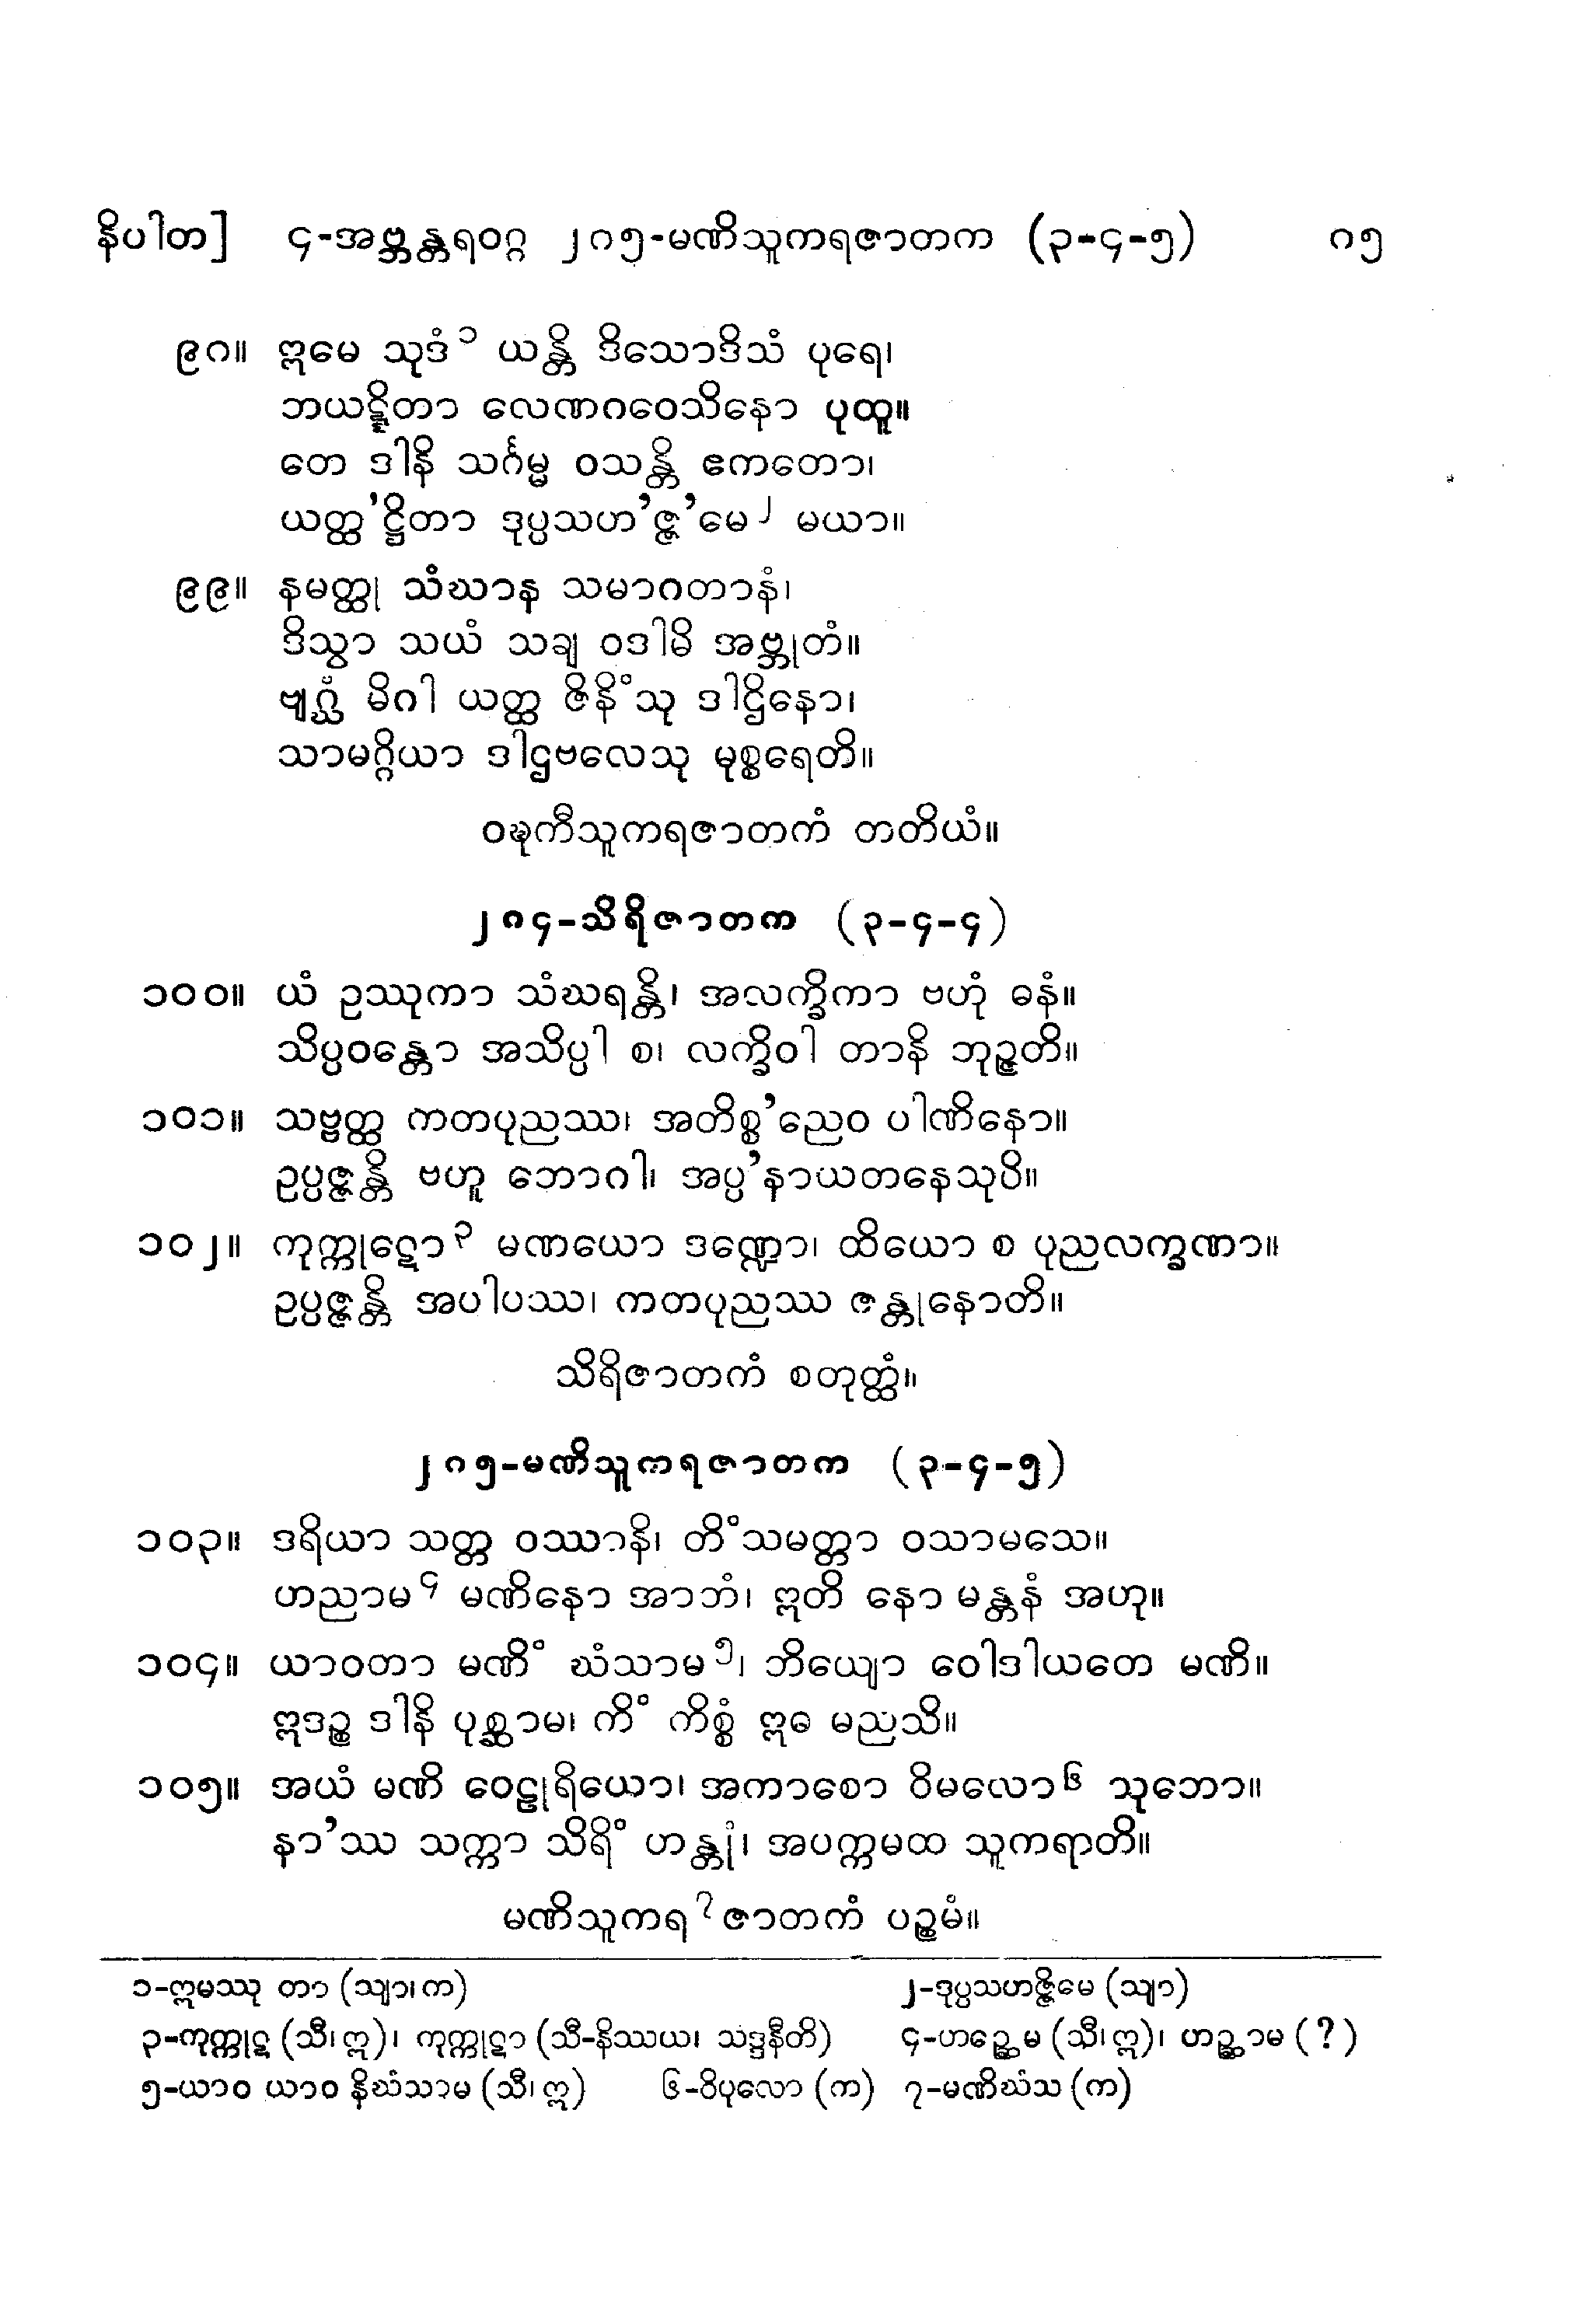 နိပါတ] ၄-အဗ္ဘန္တရဝဂ္ဂ ၂၈၅-မဏိသူကရဇာတက (၃-၄-၅) ၈၅
၉၈။ ဣမေ သုဒံ ၁ ယန္တိ ဒိသောဒိသံ ပုရေ၊
ဘယဋ္ဋိတာ လေဏဂဝေသိနော ပုထူ။
တေ ဒါနိ သင်္ဂမ္မ ဝသန္တိ ဧကတော၊
ယတ္ထ’ဋ္ဌိတာ ဒုပ္ပသဟ’ဇ္ဇ’မေ ၂ မယာ။
၉၉။ နမတ္ထု သံဃာန သမာဂတာနံ၊
ဒိသွာ သယံ သချ ဝဒါမိ အဗ္ဘုတံ။
ဗျဂ္ဃံ မိဂါ ယတ္ထ ဇိနိံသု ဒါဌိနော၊
သာမဂ္ဂိယာ ဒါဌဗလေသု မုစ္စရေတိ။
ဝဍ္ဎကီသူကရဇာတကံ တတိယံ။
၂၈၄-သိရိဇာတက (၃-၄-၄)
၁၀၀။ ယံ ဥဿုကာ သံဃရန္တိ၊ အလက္ခိကာ ဗဟုံ ဓနံ။
သိပ္ပဝန္တော အသိပ္ပါ စ၊ လက္ခိဝါ တာနိ ဘုဉ္ဇတိ။
၁၀၁။ သဗ္ဗတ္ထ ကတပုညဿ၊ အတိစ္စ’ညေဝ ပါဏိနော။
ဥပ္ပဇ္ဇန္တိ ဗဟူ ဘောဂါ၊ အပ္ပ’နာယတနေသုပိ။
၁၀၂။ ကုက္ကုဋော ၃ မဏယော ဒဏ္ဍော၊ ထိယော စ ပုညလက္ခဏာ။
ဥပ္ပဇ္ဇန္တိ အပါပဿ၊ ကတပုညဿ ဇန္တုနောတိ။
သိရိဇာတကံ စတုတ္ထံ။
၂၈၅-မဏိသူကရဇာတက (၃-၄-၅)
၁၀၃။ ဒရိယာ သတ္တ ဝဿာနိ၊ တိံသမတ္တာ ဝသာမသေ။
ဟညာမ ၄ မဏိနော အာဘံ၊ ဣတိ နော မန္တနံ အဟု။
၁၀၄။ ယာဝတာ မဏိံ ဃံသာမ ၅၊ ဘိယျော ဝေါဒါယတေ မဏိ။
ဣဒဉ္စ ဒါနိ ပုစ္ဆာမ၊ ကိံ ကိစ္စံ ဣဓ မညသိ။
၁၀၅။ အယံ မဏိ ဝေဠုရိယော၊ အကာစော ဝိမလော ၆ သုဘော။
နာ’ဿ သက္ကာ သိရိံ ဟန္တုံ၊ အပက္ကမထ သူကရာတိ။
မဏိသူကရ ၇ ဇာတကံ ပဉ္စမံ။
၁-ဣမဿု တာ (သျာ၊ က) ၂-ဒုပ္ပသဟဇ္ဇိမေ (သျာ)
၃-ကုက္ကုဋ (သီ၊ ဣ)၊ ကုက္ကုဋာ (သီ-နိဿယ၊ သဒ္ဒနီတိ) ၄-ဟဉ္ဆေမ (သီ၊ ဣ)၊ ဟဉ္ဆာမ (?)
၅-ယာဝ ယာဝ နိဃံသာမ (သီ၊ ဣ) ၆-ဝိပုလော (က) ၇-မဏိဃံသ (က)